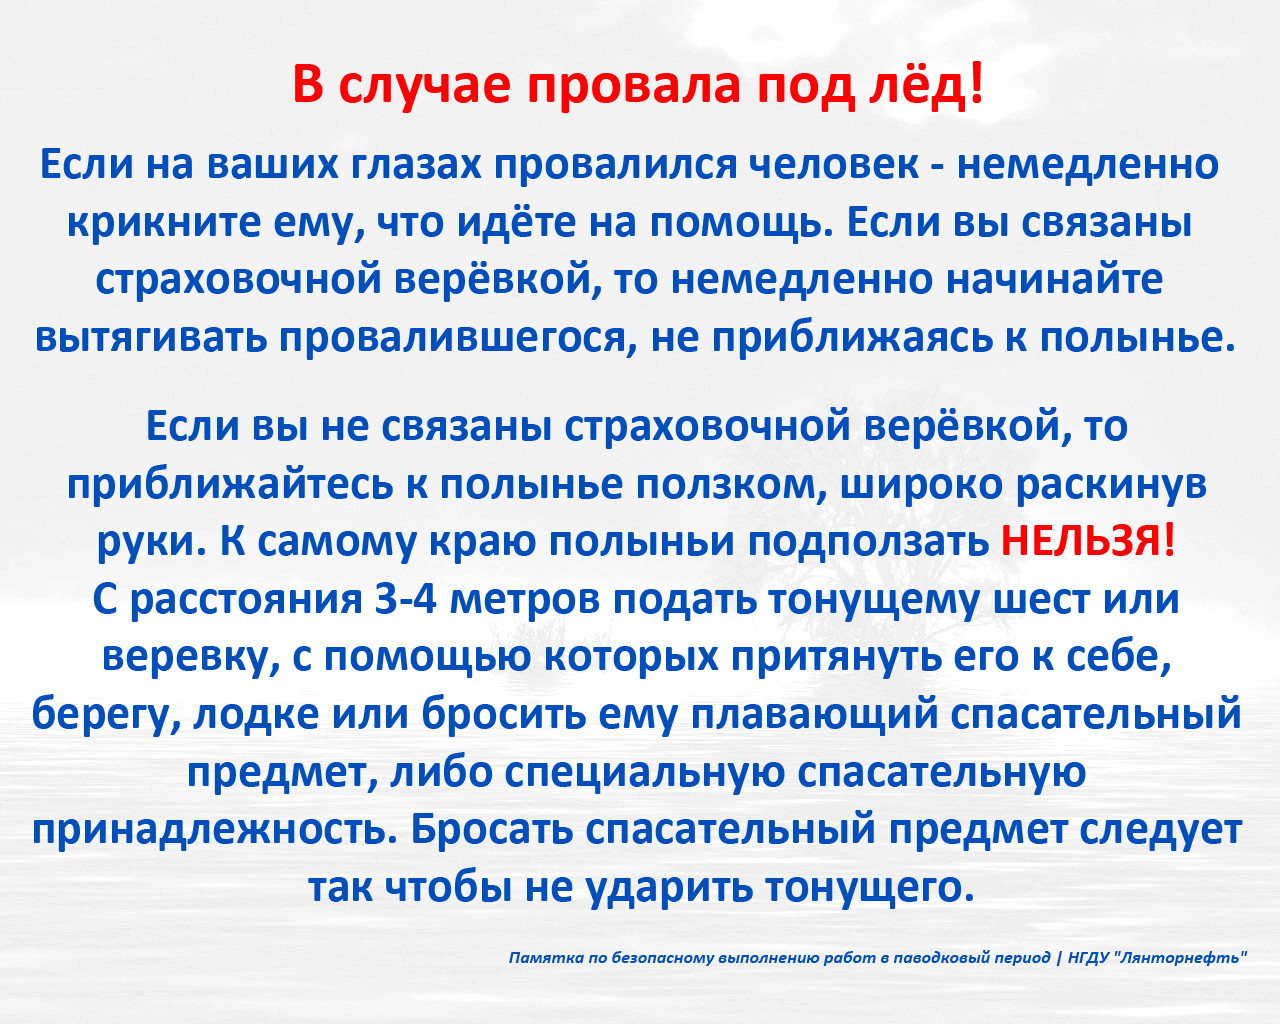 В случае провала под лёд!
Если на ваших глазах провалился человек - немедленно
крикните ему, что идёте на помощь. Если вы связаны
страховочной верёвкой, то немедленно начинайте
вытягивать провалившегося, не приближаясь к полынье.
Если вы не связаны страховочной верёвкой, то
приближайтесь к полынье ползком, широко раскинув
руки. К самому краю полыньи подползать НЕЛЬЗЯ!
С расстояния 3-4 метров подать тонущему шест или
веревку, с помощью которых притянуть его к себе,
берегу, лодке или бросить ему плавающий спасательный
предмет, либо специальную спасательную
принадлежность. Бросать спасательный предмет следует
так чтобы не ударить тонущего.
Памятка по безопасному выполнению работ в паводковый период | НГДУ "Лянторнефть"